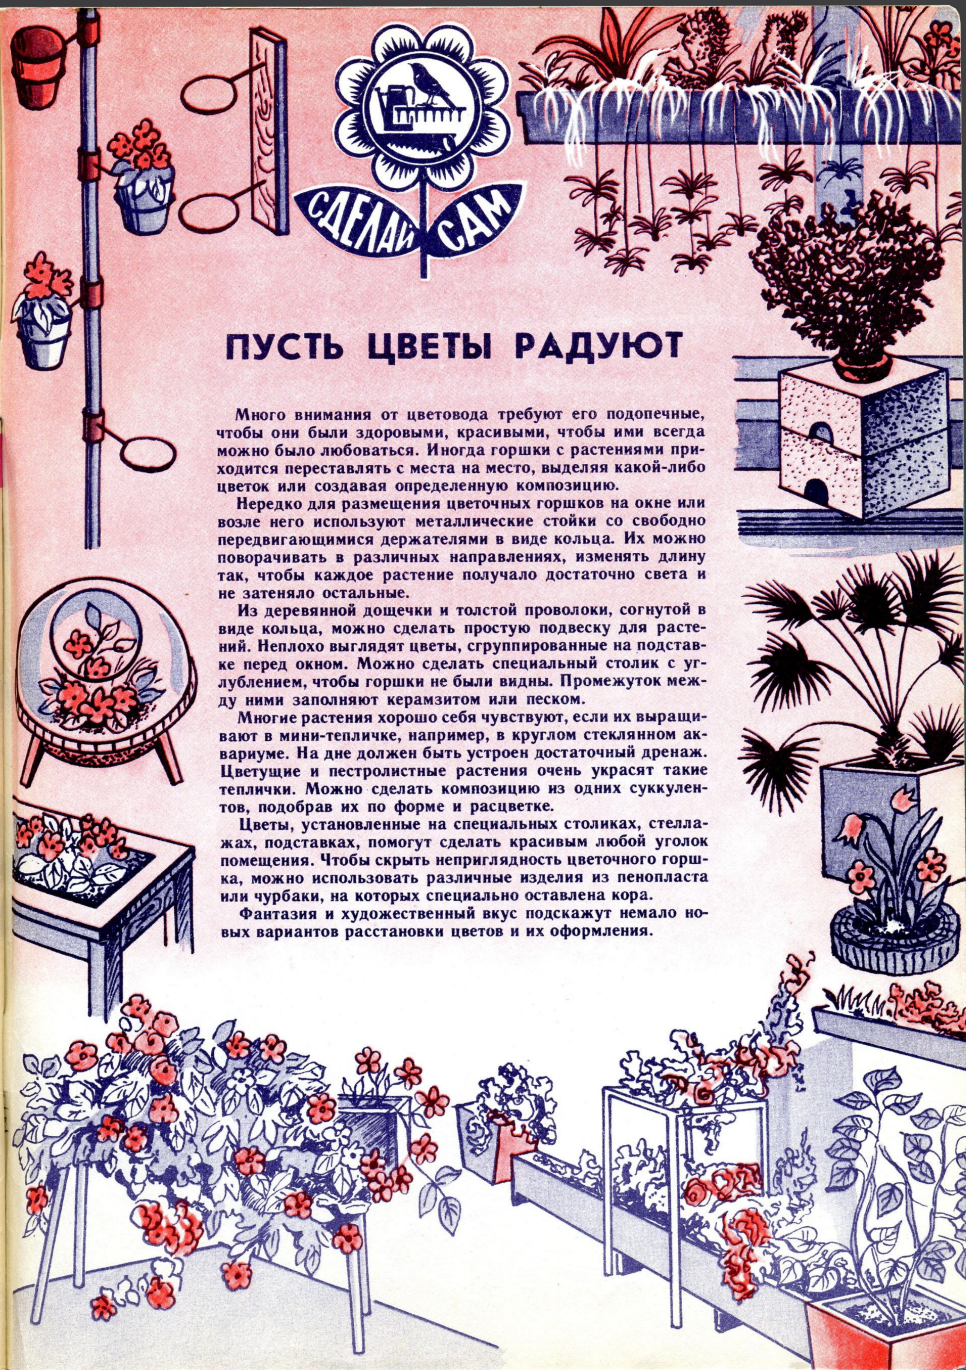 СДЕЛАЙ САМ
ПУСТЬ ЦВЕТЫ РАДУЮТ
Много внимания от цветовода требуют его подопечные,
чтобы они были здоровыми, красивыми, чтобы ими всегда
можно было любоваться. Иногда горшки с растениями при-
ходится переставлять с места на место, выделяя какой-либо
цветок или создавая определенную композицию.
Нередко для размещения цветочных горшков на окне или
возле него используют металлические стойки со свободно
передвигающимися держателями в виде кольца. Их можно
поворачивать в различных направлениях, изменять длину
так, чтобы каждое растение получало достаточно света и
не затеняло остальные.
Из деревянной дощечки и толстой проволоки, согнутой в
виде кольца, можно сделать простую подвеску для расте-
ний. Неплохо выглядят цветы, сгруппированные на подстав-
ке перед окном. Можно сделать специальный столик с уг-
лублением, чтобы горшки не были видны. Промежуток меж-
ду ними заполняют керамзитом или песком.
Многие растения хорошо себя чувствуют, если их выращи-
вают в мини-тепличке, например, в круглом стеклянном ак-
вариуме. На дне должен быть устроен достаточный дренаж.
Цветущие и пестролистные растения очень украсят такие
теплички. Можно сделать композицию из одних суккулен-
тов, подобрав их по форме и расцветке.
Цветы, установленные на специальных столиках, стелла-
жах, подставках, помогут сделать красивым любой уголок
помещения. Чтобы скрыть неприглядность цветочного горш-
ка, можно использовать различные изделия из пенопласта
или чурбаки, на которых специально оставлена кора.
Фантазия и художественный вкус подскажут немало но-
вых вариантов расстановки цветов и их оформления.